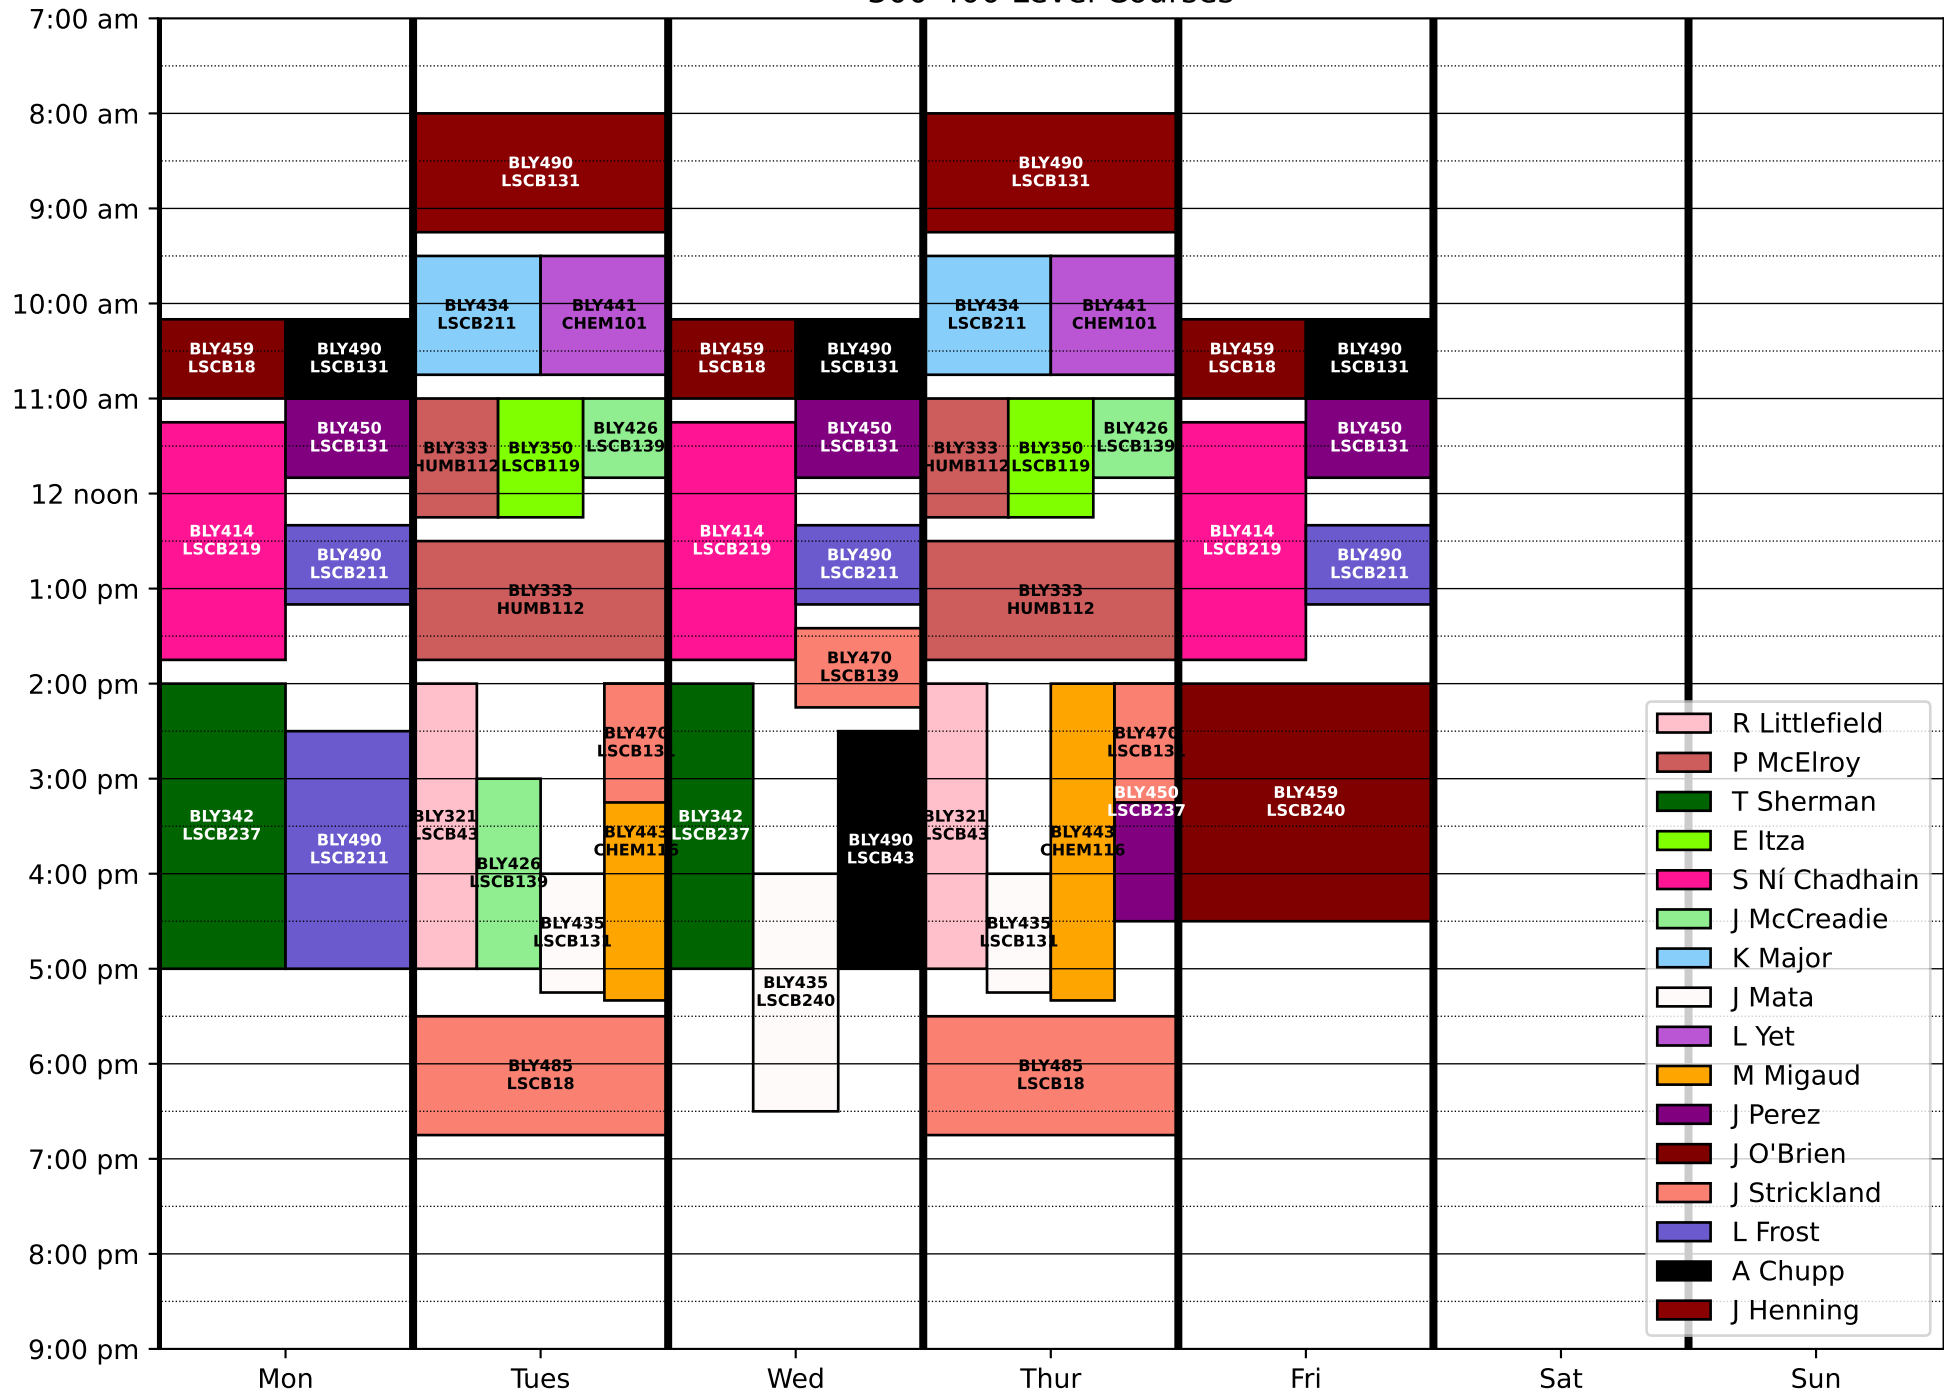 300-400 Level Courses
7:00 am
8:00 am
9:00 am
10:00 am
11:00 am
12 noon
1:00 pm
2:00 pm
3:00 pm
4:00 pm
5:00 pm
6:00 pm
7:00 pm
8:00 pm
9:00 pm
BLY459
LSCB18
BLY490
LSCB131
BLY450
LSCB131
BLY414
LSCB219
BLY490
LSCB211
BLY342
LSCB237
BLY490
LSCB211
BLY490
LSCB131
BLY434
LSCB211
BLY441
CHEM101
BLY333
HUMB112
BLY350
LSCB119
BLY426
LSCB139
BLY333
HUMB112
BLY321
LSCB43
BLY426
LSCB139
BLY435
LSCB131
BLY470
LSCB131
BLY443
CHEM116
BLY485
LSCB18
BLY459
LSCB18
BLY490
LSCB131
BLY450
LSCB131
BLY414
LSCB219
BLY490
LSCB211
BLY470
LSCB139
BLY342
LSCB237
BLY435
LSCB240
BLY490
LSCB43
BLY490
LSCB131
BLY434
LSCB211
BLY441
CHEM101
BLY333
HUMB112
BLY350
LSCB119
BLY426
LSCB139
BLY333
HUMB112
BLY321
LSCB43
BLY435
LSCB131
BLY443
CHEM116
BLY470
LSCB131
BLY450
LSCB237
BLY485
LSCB18
BLY459
LSCB18
BLY490
LSCB131
BLY450
LSCB131
BLY414
LSCB219
BLY490
LSCB211
BLY459
LSCB240
R Littlefield
P McElroy
T Sherman
E Itza
S Ní Chadhain
J McCreadie
K Major
J Mata
L Yet
M Migaud
J Perez
J O'Brien
J Strickland
L Frost
A Chupp
J Henning
Mon
Tues
Wed
Thur
Fri
Sat
Sun